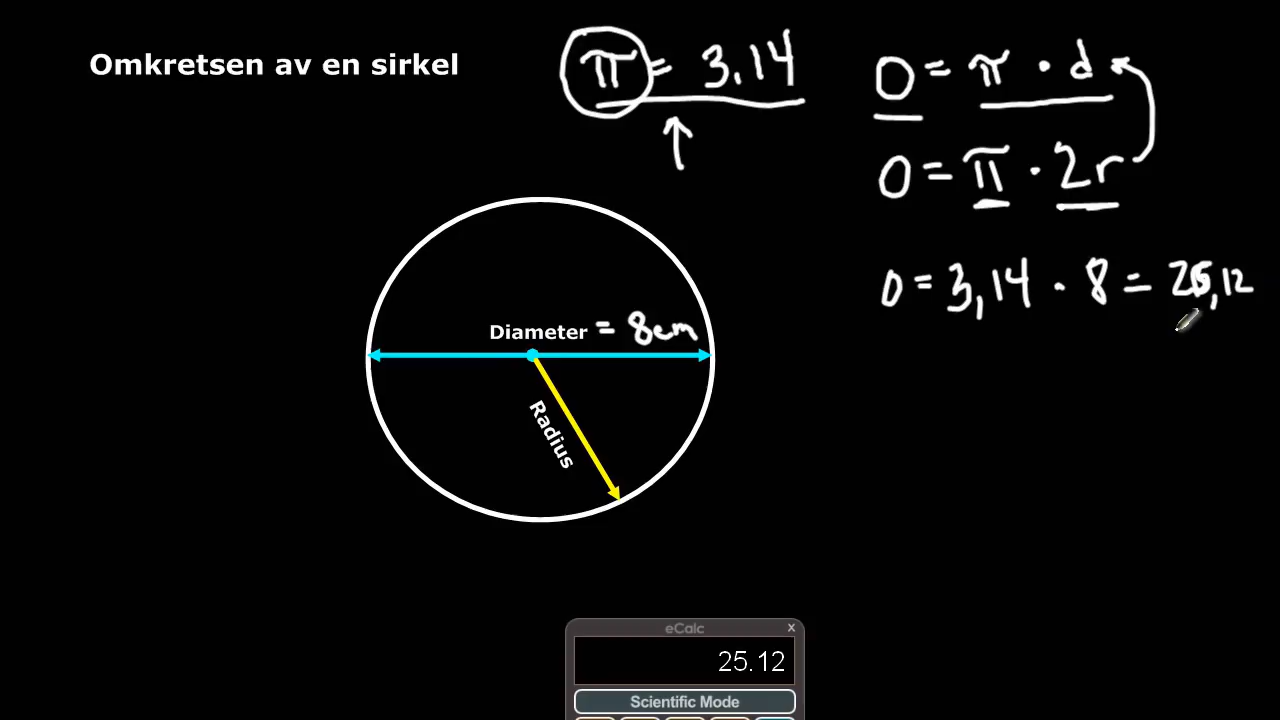 Omkretsen av en sirkel
π = 3.14
O = π · d
O = π · 2r
O = 3,14 · 8 = 25,12
Diameter = 8cm
Radius
eCalc x
25.12
Scientific Mode